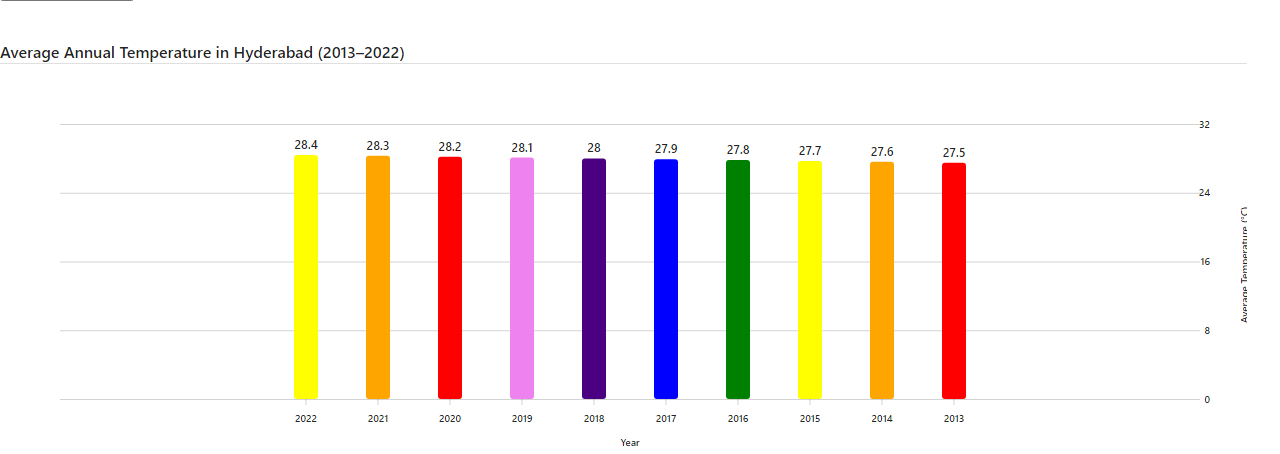 Average Annual Temperature in Hyderabad (2013–2022)
32
28.4 28.3 28.2 28.1 28 27.9 27.8 27.7 27.6 27.5
24
16
8
0
Average Temperature (°C)
2022 2021 2020 2019 2018 2017 2016 2015 2014 2013
Year